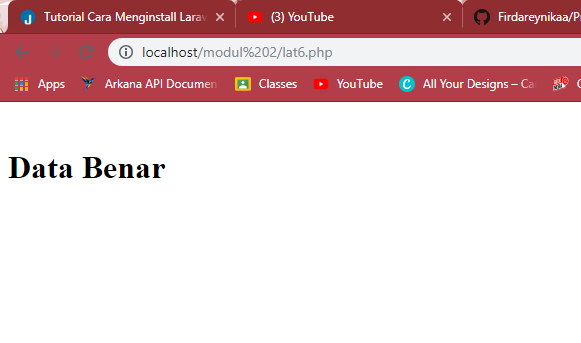 Tutorial Cara Menginstall Larav
(3) YouTube
Firdareynikaa/P
localhost/modul%202/lat6.php
Apps
Arkana API Documen
Classes
YouTube
C
All Your Designs – Ca
Data Benar